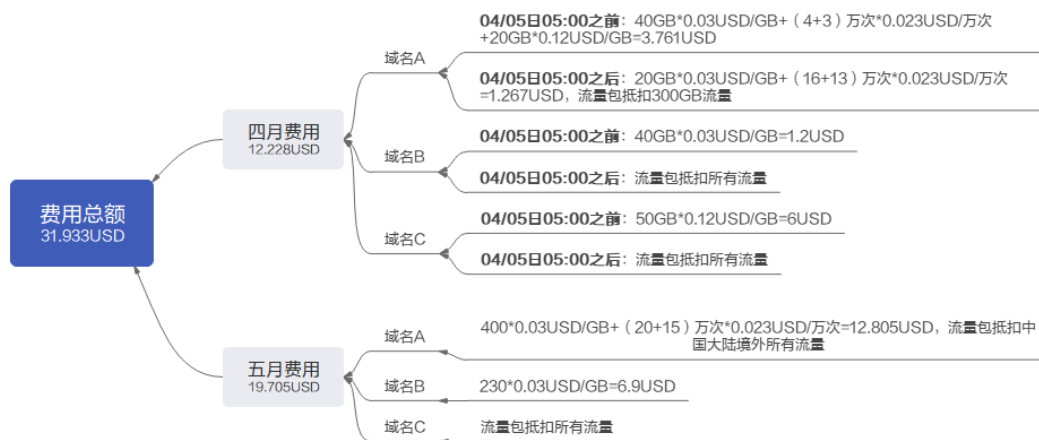 04/05日05:00之前：40GB*0.03USD/GB+（4+3）万次*0.023USD/万次
+20GB*0.12USD/GB=3.761USD
域名A
04/05日05:00之后：20GB*0.03USD/GB+（16+13）万次*0.023USD/万次
=1.267USD，流量包抵扣300GB流量
四月费用
12.228USD
04/05日05:00之前：40GB*0.03USD/GB=1.2USD
域名B
04/05日05:00之后：流量包抵扣所有流量
费用总额
31.933USD
04/05日05:00之前：50GB*0.12USD/GB=6USD
域名C
04/05日05:00之后：流量包抵扣所有流量
域名A
400*0.03USD/GB+（20+15）万次*0.023USD/万次=12.805USD，流量包抵扣中
国大陆境外所有流量
五月费用
19.705USD
域名B
230*0.03USD/GB=6.9USD
域名C
流量包抵扣所有流量